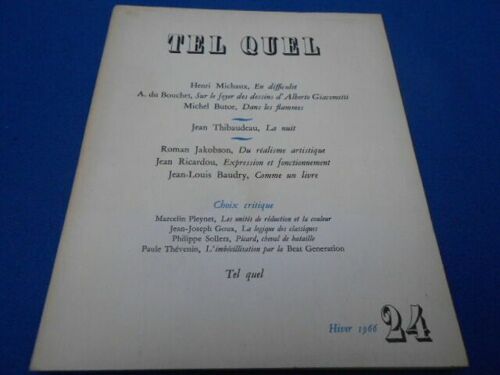 TEL QUEL
Henri Michaux, En difficulté
A. du Bouchet, Sur le foyer des dessins d'Alberto Giacometti
Michel Butor, Dans les flammes
Jean Thibaudeau, La nuit
Roman Jakobson, Du réalisme artistique
Jean Ricardou, Expression et fonctionnement
Jean-Louis Baudry, Comme un livre
Choix critique
Marcelin Pleynet, Les unités de réduction et la couleur
Jean-Joseph Goux, La logique des classiques
Philippe Sollers, Picard, cheval de bataille
Paule Thévenin, L'imbécillisation par la Beat Generation
Tel quel
Hiver 1966 24